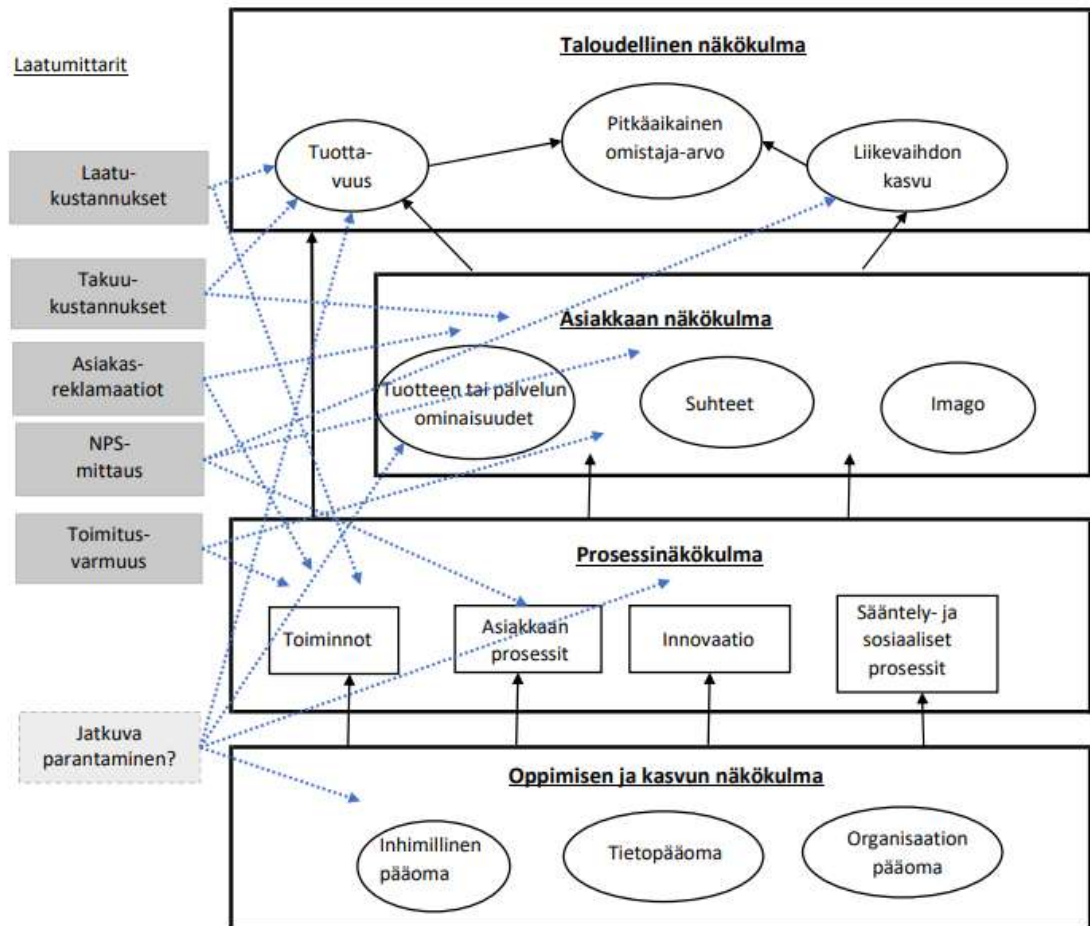 Laatumittarit
Laatu-
kustannukset
Takuu-
kustannukset
Asiakas-
reklamaatiot
NPS-
mittaus
Toimitus-
varmuus
Jatkuva
parantaminen?
Taloudellinen näkökulma
Tuotta-
vuus
Pitkäaikainen
omistaja-arvo
Liikevaihdon
kasvu
Asiakkaan näkökulma
Tuotteen tai palvelun
ominaisuudet
Suhteet
Imago
Prosessinäkökulma
Toiminnot
Asiakkaan
prosessit
Innovaatio
Sääntely- ja
sosiaaliset
prosessit
Oppimisen ja kasvun näkökulma
Inhimillinen
pääoma
Tietopääoma
Organisaation
pääoma